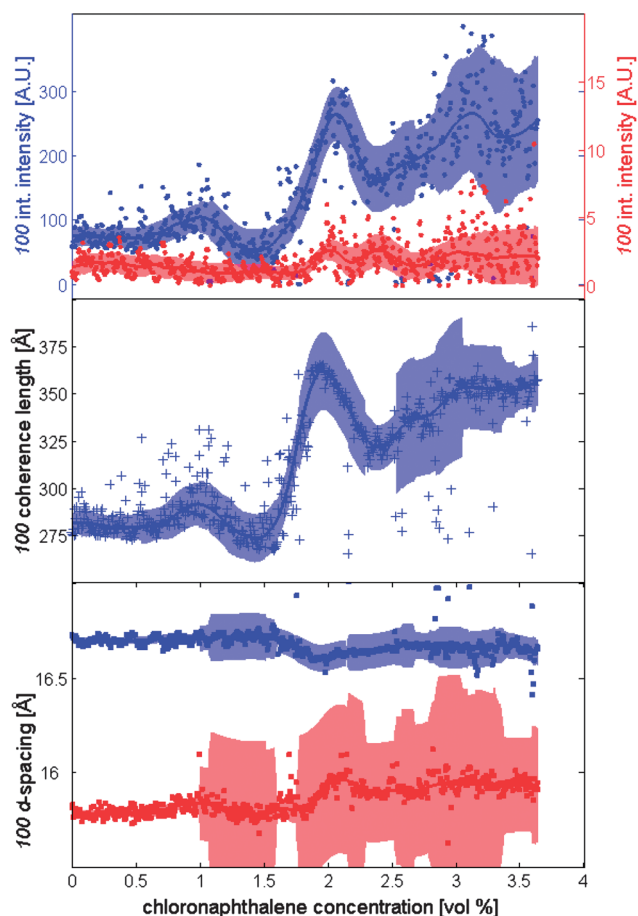 100 int. intensity [A.U.]
300
200
100
0
15
10
5
0
100 int. intensity [A.U.]
100 coherence length [Å]
375
350
325
300
275
100 d-spacing [Å]
16.5
16
0 0.5 1 1.5 2 2.5 3 3.5 4
chloronaphthalene concentration [vol %]